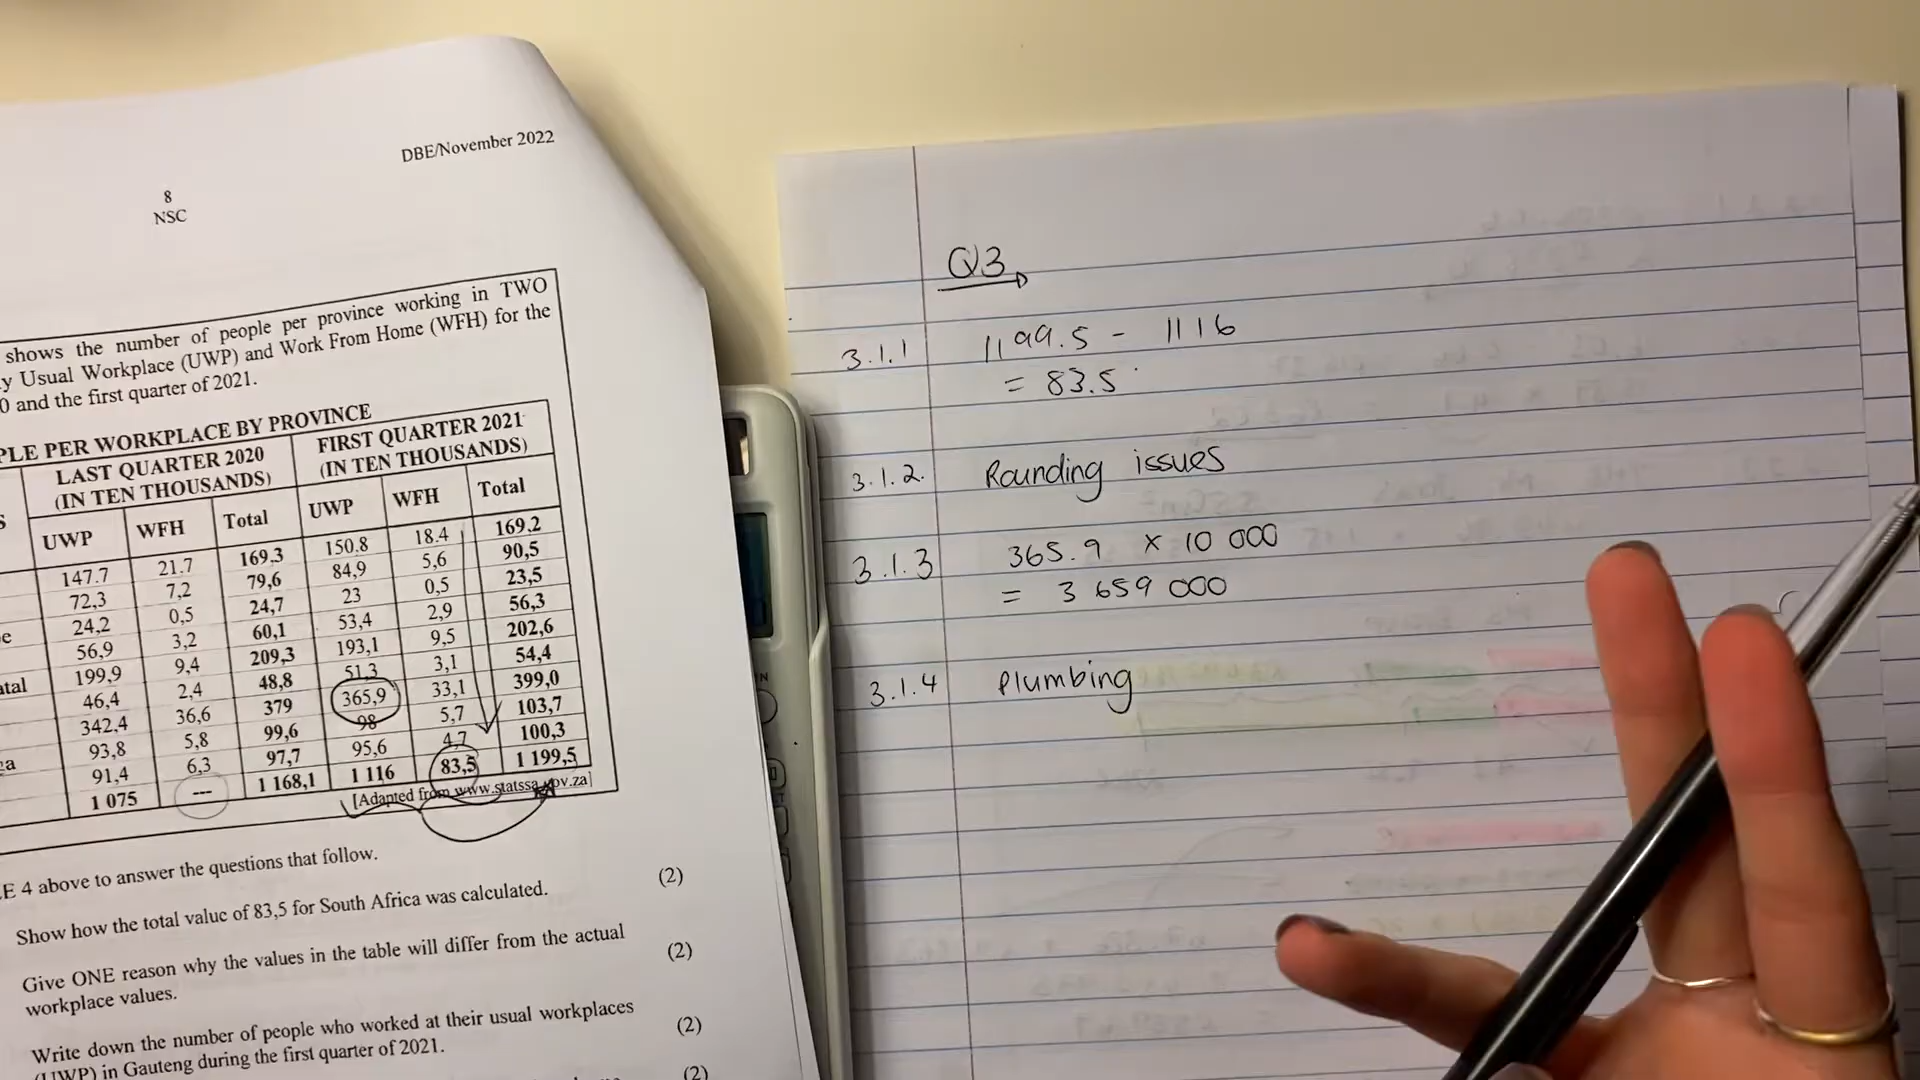 DBE/November 2022
8
NSC
shows the number of people per province working in TWO
y Usual Workplace (UWP) and Work From Home (WFH) for the
0 and the first quarter of 2021.
PLE PER WORKPLACE BY PROVINCE
LAST QUARTER 2020 FIRST QUARTER 2021
(IN TEN THOUSANDS) (IN TEN THOUSANDS)
S UWP WFH Total UWP WFH Total
147.7 21.7 169,3 150.8 18.4 169,2
72,3 7,2 79,6 84,9 5,6 90,5
24,2 0,5 24,7 23 0,5 23,5
e 56,9 3,2 60,1 53,4 2,9 56,3
199,9 9,4 209,3 193,1 9,5 202,6
atal 46,4 2,4 48,8 51,3 3,1 54,4
342,4 36,6 379 365,9 33,1 399,0
93,8 5,8 99,6 98 5,7 103,7
a 91,4 6,3 97,7 95,6 4,7 100,3
1 075 --- 1 168,1 1 116 83,5 1 199,5
[Adapted from www.statssa.gov.za]
E 4 above to answer the questions that follow.
Show how the total value of 83,5 for South Africa was calculated. (2)
Give ONE reason why the values in the table will differ from the actual
workplace values. (2)
Write down the number of people who worked at their usual workplaces
(UWP) in Gauteng during the first quarter of 2021. (2)
(2)
Q3
3.1.1 1199.5 - 1116
= 83.5
3.1.2. Rounding issues
3.1.3 365.9 × 10 000
= 3 659 000
3.1.4 Plumbing